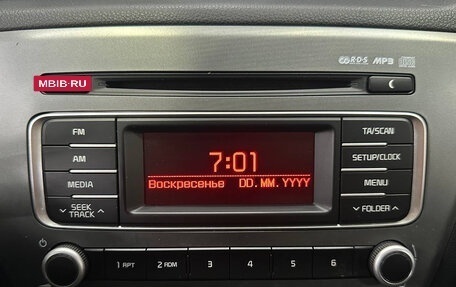 RDS MP3
MBIB·RU
FM
AM
MEDIA
SEEK
TRACK
7:01
Воскресенье DD.MM.YYYY
TA/SCAN
SETUP/CLOCK
MENU
FOLDER
1 RPT
2 RDM
3
4
5
6